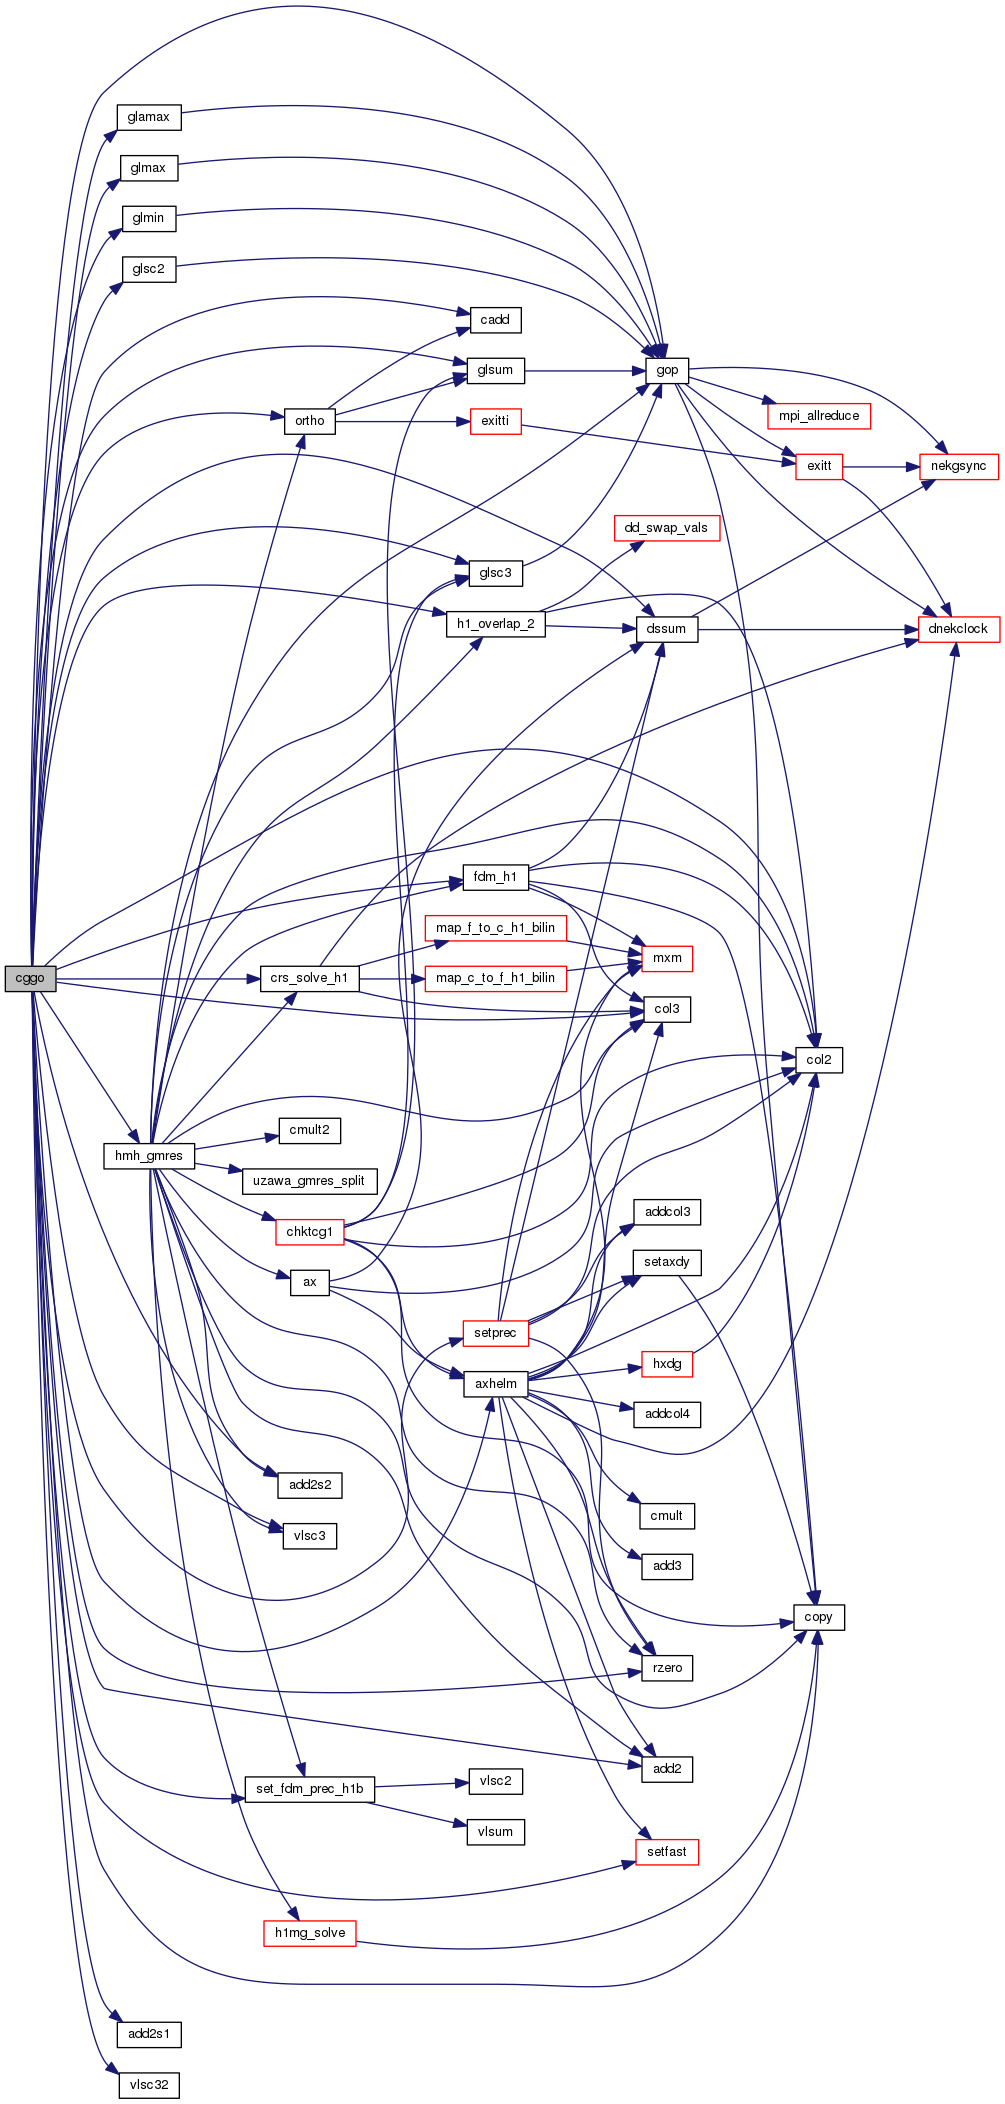 glamax
glmax
glmin
glsc2
cadd
glsum
gop
mpi_allreduce
ortho
exitti
exitt
nekgsync
dd_swap_vals
glsc3
h1_overlap_2
dssum
dnekclock
fdm_h1
map_f_to_c_h1_bilin
mxm
cggo
crs_solve_h1
map_c_to_f_h1_bilin
col3
col2
cmult2
hmh_gmres
uzawa_gmres_split
addcol3
chktcg1
setaxdy
ax
setprec
hxdg
axhelm
addcol4
add2s2
cmult
vlsc3
add3
copy
rzero
add2
set_fdm_prec_h1b
vlsc2
vlsum
setfast
h1mg_solve
add2s1
vlsc32